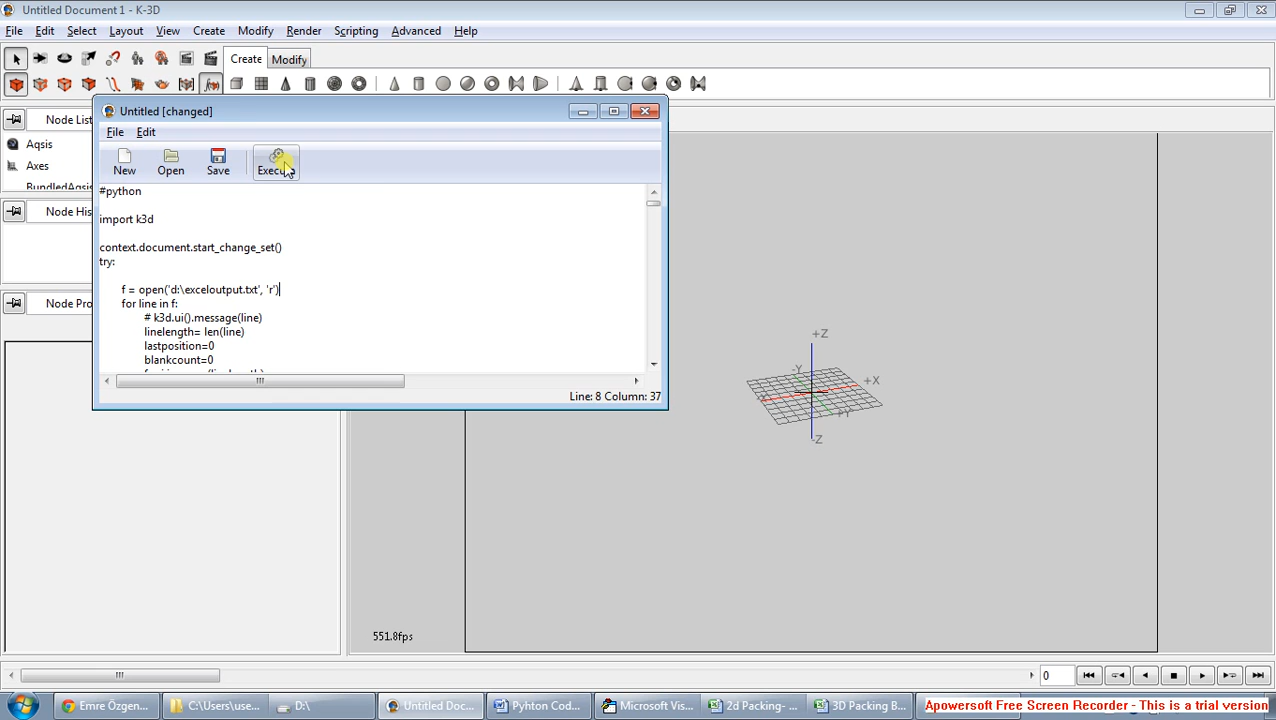 Untitled Document 1 - K-3D
File Edit Select Layout View Create Modify Render Scripting Advanced Help
Create Modify
Untitled [changed]
Node List
File Edit
Aqsis
New Open Save Execute
Axes
BundledAqsis
#python
Node His
import k3d
context.document.start_change_set()
try:
f = open('d:\exceloutput.txt', 'r')
Node Pro
for line in f:
# k3d.ui().message(line)
linelength= len(line)
lastposition=0
blankcount=0
Line: 8 Column: 37
+Z
-Y
+X
+Y
-Z
551.8fps
0
Emre Özgen...
C:\Users\use...
D:\
Untitled Doc...
Pyhton Cod...
Microsoft Vis...
2d Packing- ...
3D Packing B...
Apowersoft Free Screen Recorder - This is a trial version